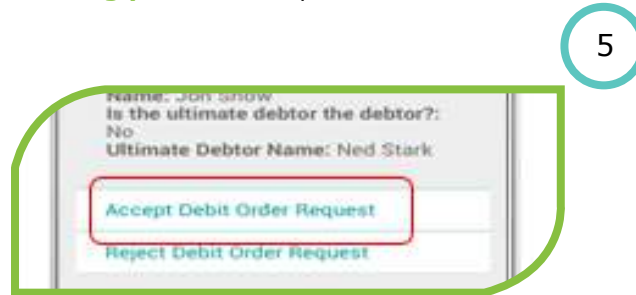 5
Name: Jon Snow
Is the ultimate debtor the debtor?:
No
Ultimate Debtor Name: Ned Stark
Accept Debit Order Request
Reject Debit Order Request